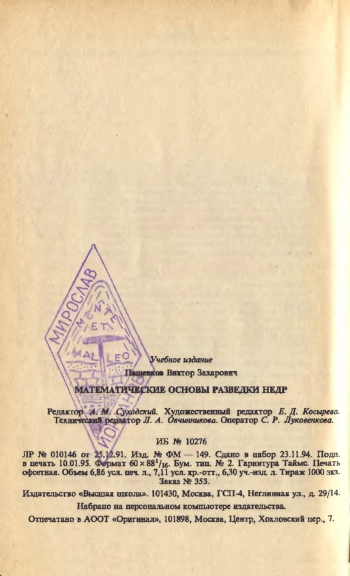 МИРОСЛАВ
MENTE
ET
MALLEO
Учебное издание
Виктор Захарович
МАТЕМАТИЧЕСКИЕ ОСНОВЫ РАЗВЕДКИ НЕДР
Редактор А. М. Суходский. Художественный редактор Е. Д. Косырева.
Технический редактор Л. А. Овчинникова. Оператор С. Р. Луковенкова.
ИБ № 10276
ЛР № 010146 от 25.12.91. Изд. № ФМ — 149. Сдано в набор 23.11.94. Подп.
в печать 10.01.95. Формат 60×88¹/₁₆. Бум. тип. № 2. Гарнитура Таймс. Печать
офсетная. Объем 6,86 усл. печ. л., 7,11 усл. кр.-отт., 6,30 уч.-изд. л. Тираж 1000 экз.
Заказ № 353.
Издательство «Высшая школа». 101430, Москва, ГСП-4, Неглинная ул., д. 29/14.
Набрано на персональном компьютере издательства.
Отпечатано в АООТ «Оригинал», 101898, Москва, Центр, Хохловский пер., 7.